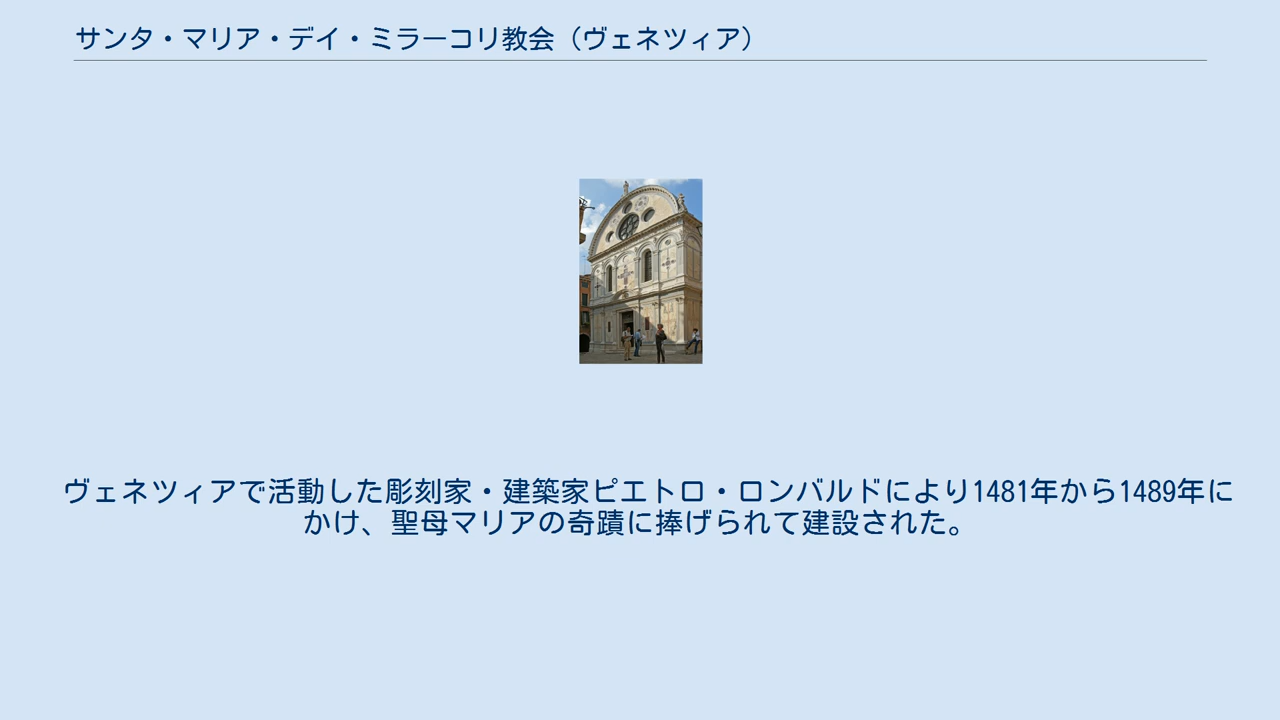 サンタ・マリア・デイ・ミラーコリ教会（ヴェネツィア）
ヴェネツィアで活動した彫刻家・建築家ピエトロ・ロンバルドにより1481年から1489年に
かけ、聖母マリアの奇蹟に捧げられて建設された。